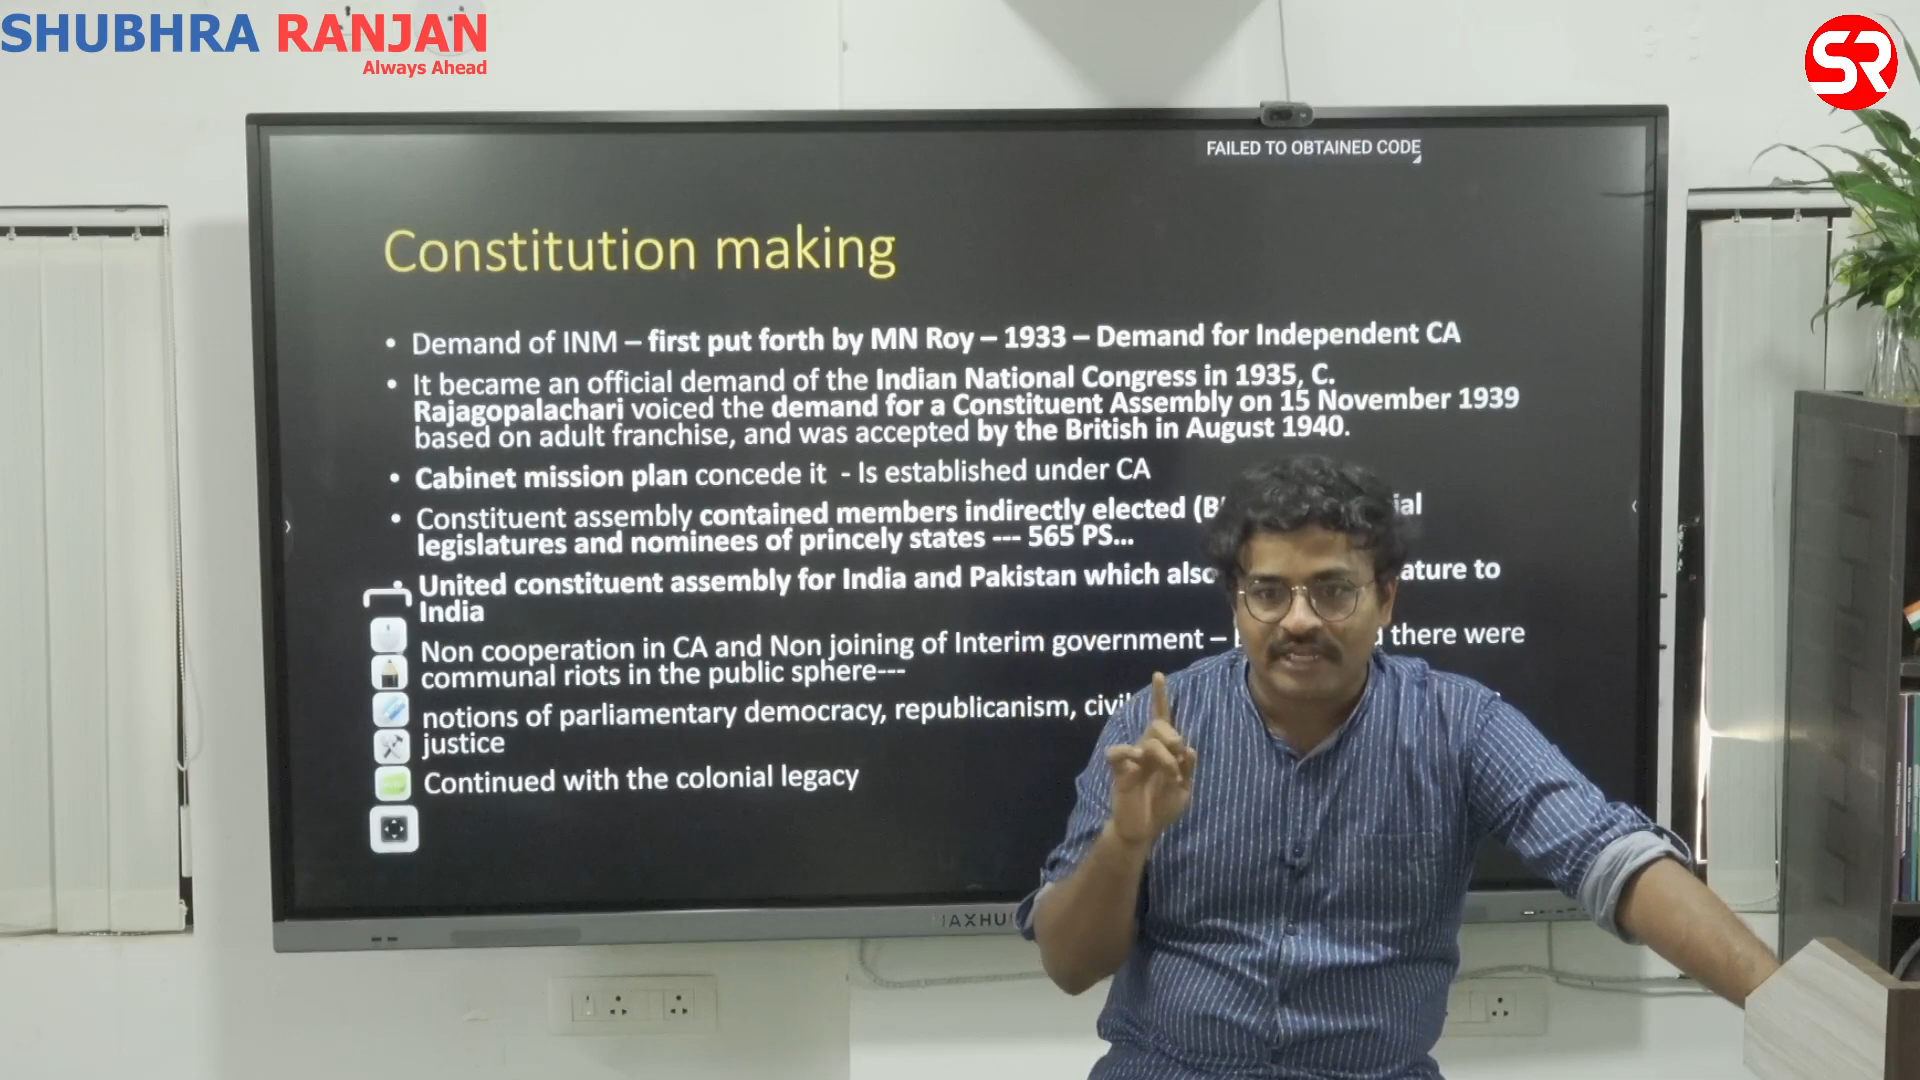 SHUBHRA RANJAN
Always Ahead
SR
FAILED TO OBTAINED CODE
Constitution making
• Demand of INM – first put forth by MN Roy – 1933 – Demand for Independent CA
• It became an official demand of the Indian National Congress in 1935, C.
Rajagopalachari voiced the demand for a Constituent Assembly on 15 November 1939
based on adult franchise, and was accepted by the British in August 1940.
• Cabinet mission plan concede it - Is established under CA
• Constituent assembly contained members indirectly elected
legislatures and nominees of princely states --- 565 PS...
• United constituent assembly for India and Pakistan which to
India
Non cooperation in CA and Non joining of Interim government – there were
communal riots in the public sphere---
notions of parliamentary democracy, republicanism,
justice
Continued with the colonial legacy